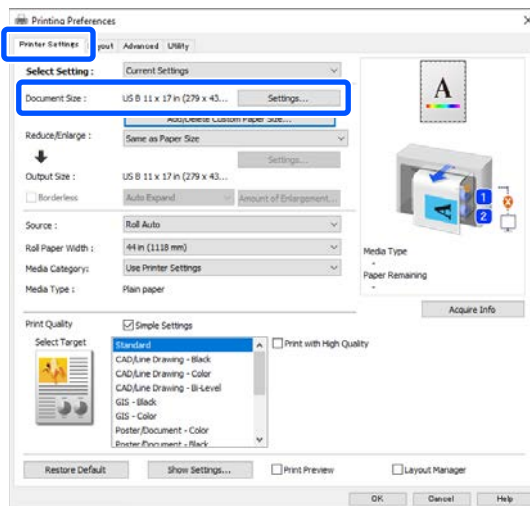 Printing Preferences
Printer Settings yout Advanced Utility
Select Setting : Current Settings
Document Size : US B 11 x 17 in (279 x 43... Settings...
Add/Delete Custom Paper Size...
Reduce/Enlarge : Same as Paper Size
Settings...
Output Size : US B 11 x 17 in (279 x 43...
Borderless Auto Expand Amount of Enlargement...
Source : Roll Auto
Roll Paper Width : 44 in (1118 mm)
Media Category: Use Printer Settings
Media Type : Plain paper
A
A
1
2
Media Type
-
Paper Remaining
-
Acquire Info
Print Quality Simple Settings
Select Target
Standard
CAD/Line Drawing - Black
CAD/Line Drawing - Color
CAD/Line Drawing - Bi-Level
GIS - Black
GIS - Color
Poster/Document - Color
Poster/Document - Black
Print with High Quality
Restore Default Show Settings... Print Preview Layout Manager
OK Cancel Help